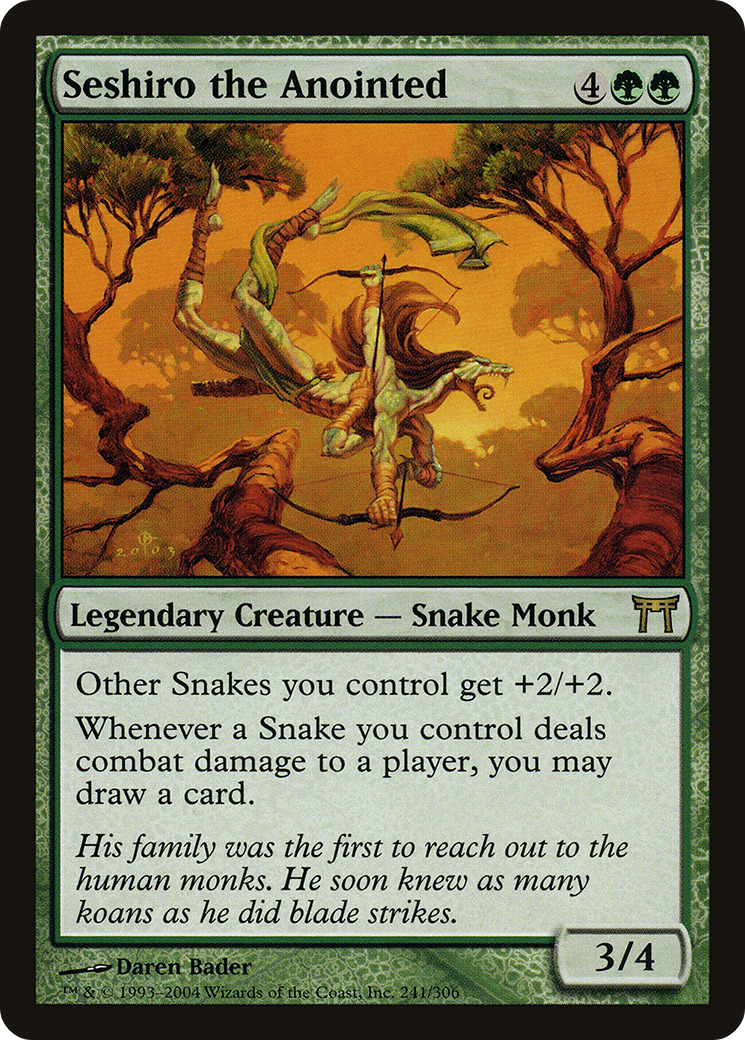 Seshiro the Anointed 4
2003
Legendary Creature — Snake Monk
Other Snakes you control get +2/+2.
Whenever a Snake you control deals
combat damage to a player, you may
draw a card.
His family was the first to reach out to the
human monks. He soon knew as many
koans as he did blade strikes.
3/4
Daren Bader
™ & © 1993–2004 Wizards of the Coast, Inc. 241/306